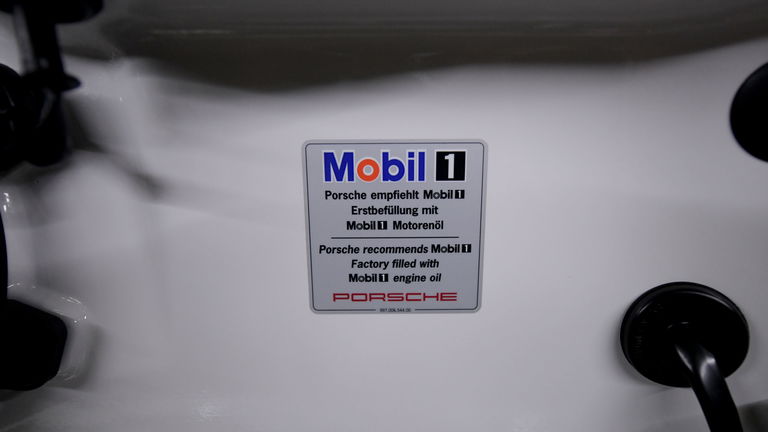 Mobil 1
Porsche empfiehlt Mobil 1
Erstbefüllung mit
Mobil 1 Motorenöl
Porsche recommends Mobil 1
Factory filled with
Mobil 1 engine oil
PORSCHE